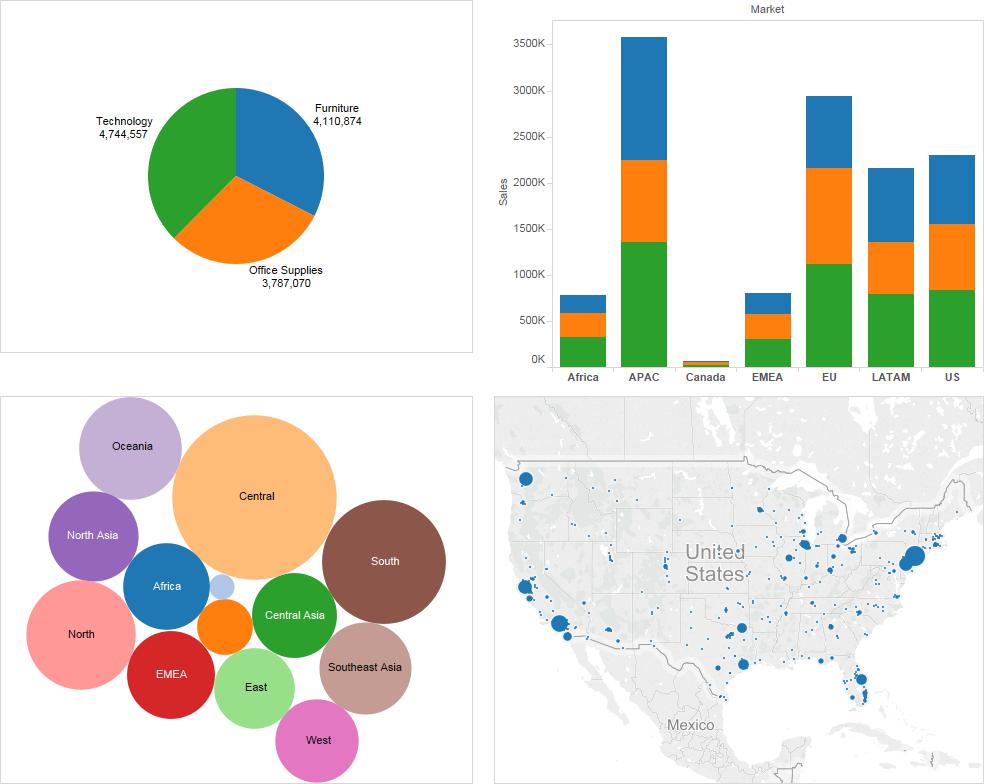 Furniture
4,110,874
Technology
4,744,557
Office Supplies
3,787,070
Market
Sales
3500K
3000K
2500K
2000K
1500K
1000K
500K
0K
Africa APAC Canada EMEA EU LATAM US
Oceania
Central
North Asia
South
Africa
Central Asia
North
Southeast Asia
EMEA
East
West
United
States
Mexico